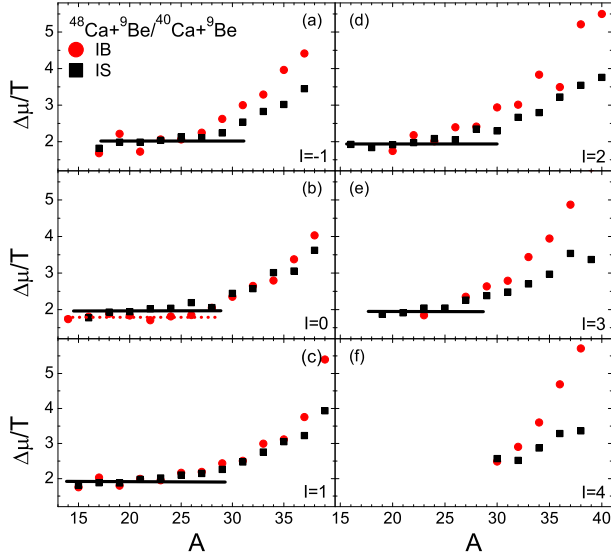 ⁴⁸Ca+⁹Be/⁴⁰Ca+⁹Be
IB
IS
(a)
I=-1
5
4
3
2
Δμ/T
(d)
I=2
(b)
I=0
5
4
3
2
Δμ/T
(e)
I=3
(c)
I=1
5
4
3
2
1
Δμ/T
(f)
I=4
15 20 25 30 35
A
15 20 25 30 35 40
A